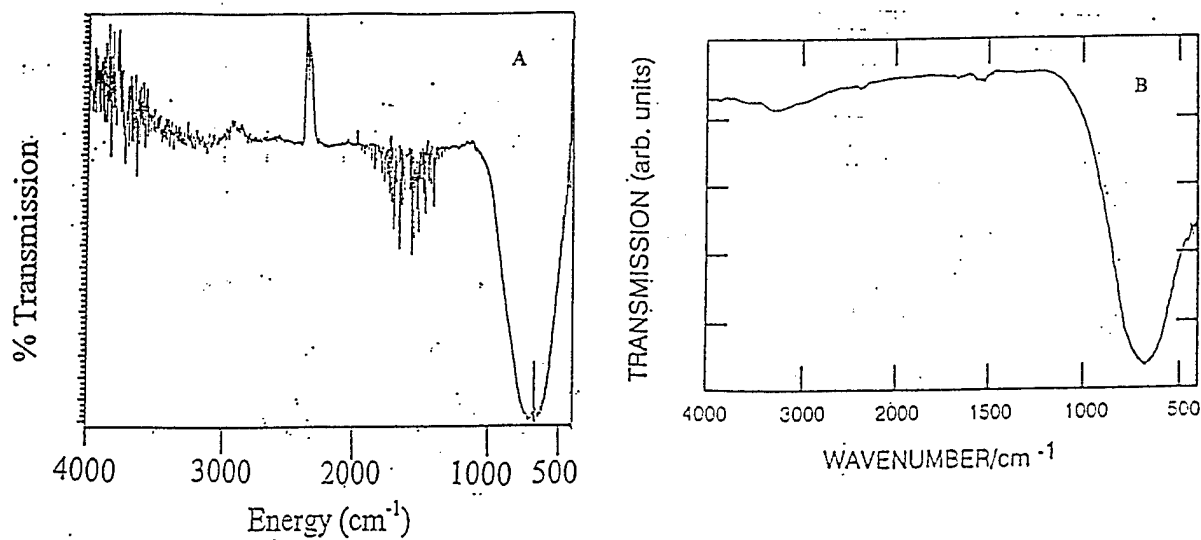 A
% Transmission
4000
3000
2000
1000
500
Energy (cm-1)
B
TRANSMISSION (arb. units)
4000
3000
2000
1500
1000
500
WAVENUMBER/cm -1